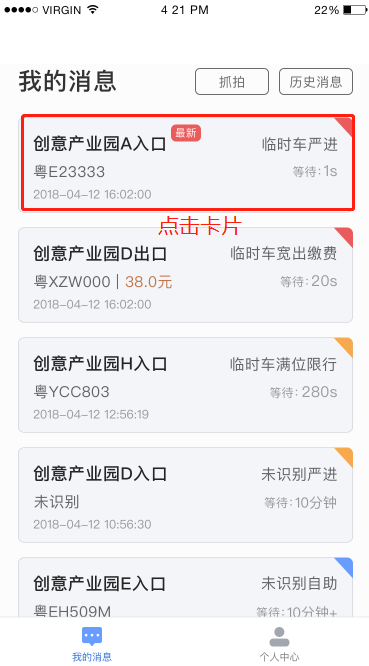 VIRGIN 4 21 PM 22%
我的消息 抓拍 历史消息
创意产业园A入口 最新 临时车严进
粤E23333 等待:1s
2018-04-12 16:02:00
点击卡片
创意产业园D出口 临时车宽出缴费
粤XZW000 | 38.0元 等待:20s
2018-04-12 16:02:00
创意产业园H入口 临时车满位限行
粤YCC803 等待:280s
2018-04-12 12:56:19
创意产业园D入口 未识别严进
未识别 等待:10分钟
2018-04-12 10:56:30
创意产业园E入口 未识别自助
粤EH509M 等待:10分钟+
我的消息 个人中心